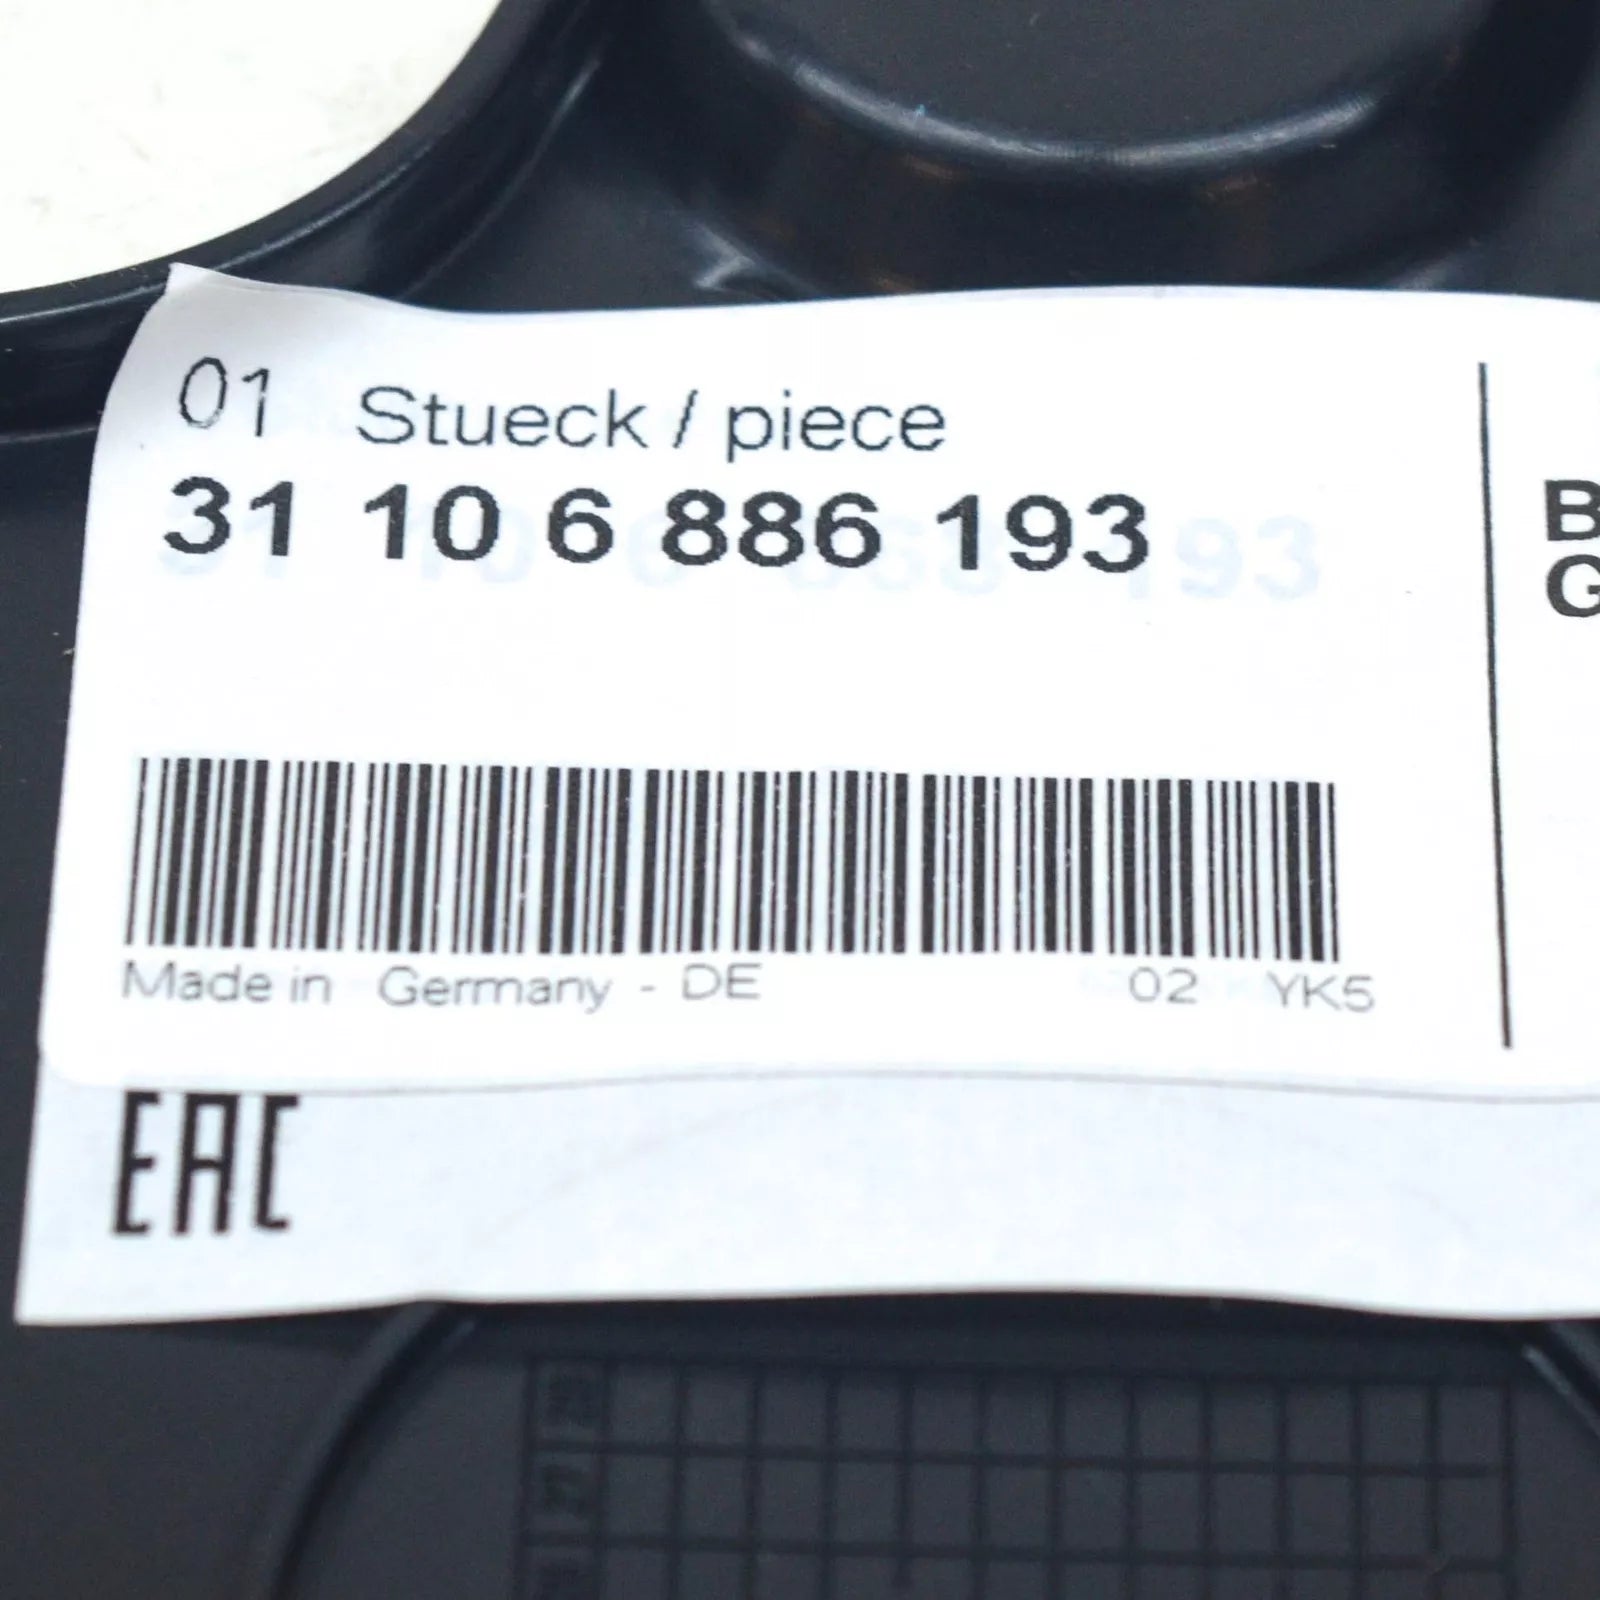 01 Stueck / piece
31 10 6 886 193
B
G
Made in Germany - DE 02 YK5
EAC